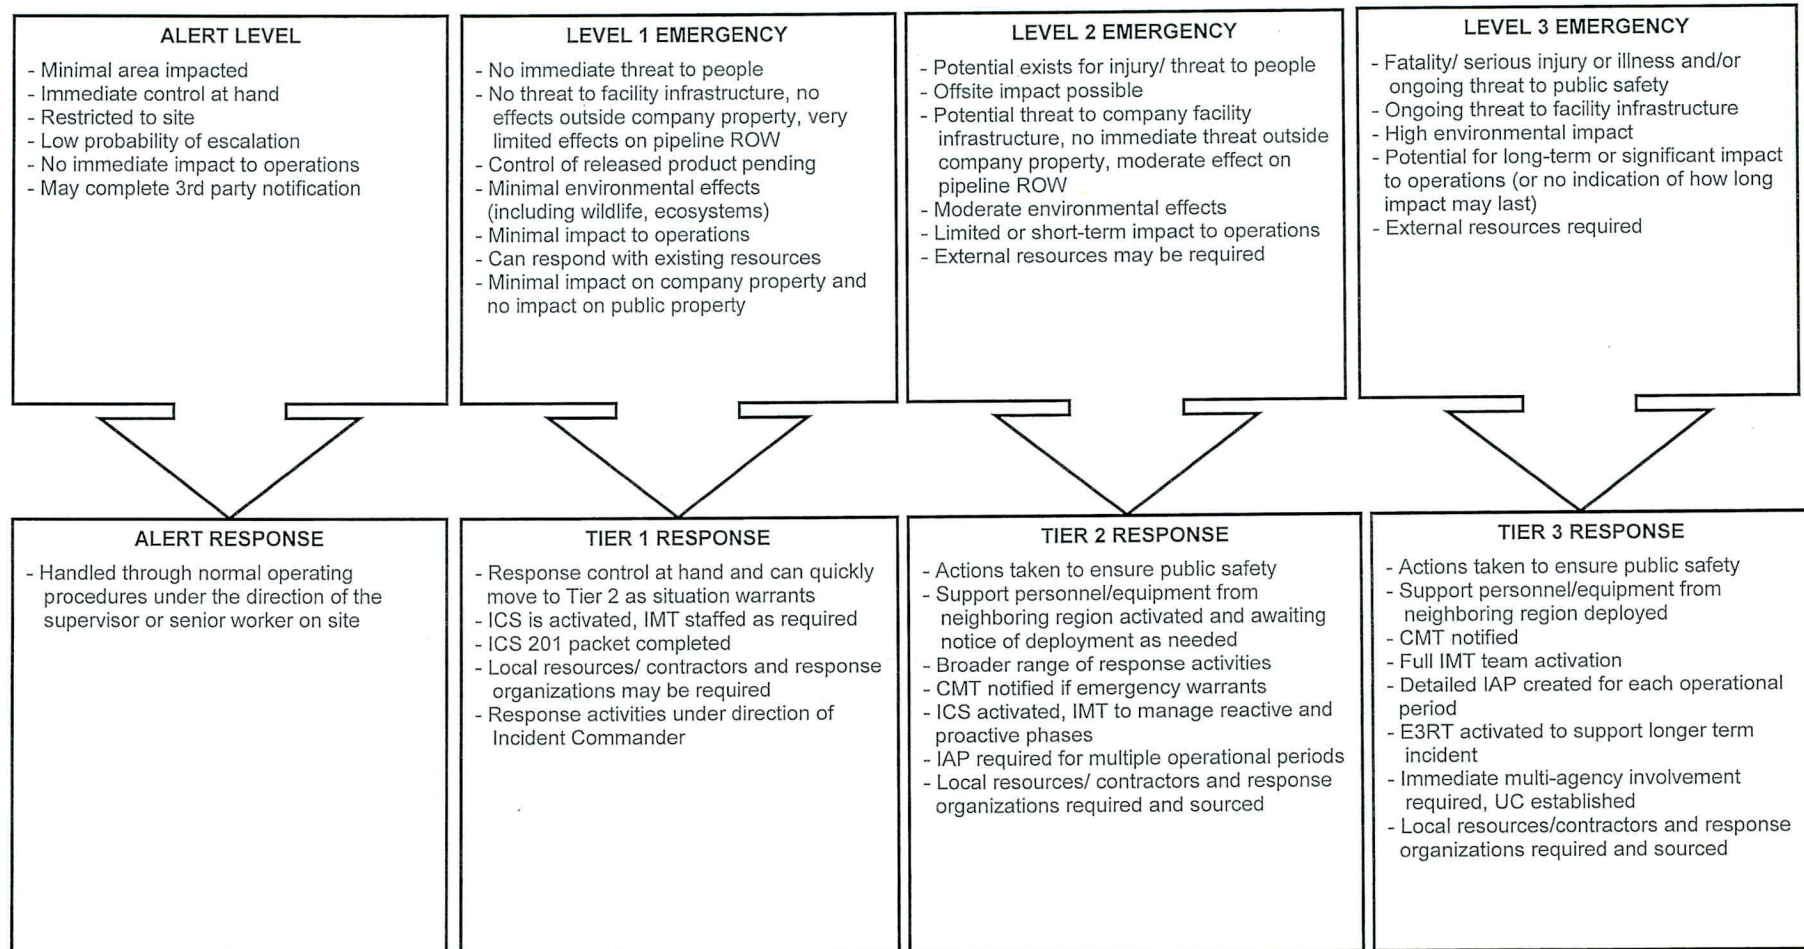 ALERT LEVEL
- Minimal area impacted
- Immediate control at hand
- Restricted to site
- Low probability of escalation
- No immediate impact to operations
- May complete 3rd party notification
LEVEL 1 EMERGENCY
- No immediate threat to people
- No threat to facility infrastructure, no
effects outside company property, very
limited effects on pipeline ROW
- Control of released product pending
- Minimal environmental effects
(including wildlife, ecosystems)
- Minimal impact to operations
- Can respond with existing resources
- Minimal impact on company property and
no impact on public property
LEVEL 2 EMERGENCY
- Potential exists for injury/ threat to people
- Offsite impact possible
- Potential threat to company facility
infrastructure, no immediate threat outside
company property, moderate effect on
pipeline ROW
- Moderate environmental effects
- Limited or short-term impact to operations
- External resources may be required
LEVEL 3 EMERGENCY
- Fatality/ serious injury or illness and/or
ongoing threat to public safety
- Ongoing threat to facility infrastructure
- High environmental impact
- Potential for long-term or significant impact
to operations (or no indication of how long
impact may last)
- External resources required
ALERT RESPONSE
- Handled through normal operating
procedures under the direction of the
supervisor or senior worker on site
TIER 1 RESPONSE
- Response control at hand and can quickly
move to Tier 2 as situation warrants
- ICS is activated, IMT staffed as required
- ICS 201 packet completed
- Local resources/ contractors and response
organizations may be required
- Response activities under direction of
Incident Commander
TIER 2 RESPONSE
- Actions taken to ensure public safety
- Support personnel/equipment from
neighboring region activated and awaiting
notice of deployment as needed
- Broader range of response activities
- CMT notified if emergency warrants
- ICS activated, IMT to manage reactive and
proactive phases
- IAP required for multiple operational periods
- Local resources/ contractors and response
organizations required and sourced
TIER 3 RESPONSE
- Actions taken to ensure public safety
- Support personnel/equipment from
neighboring region deployed
- CMT notified
- Full IMT team activation
- Detailed IAP created for each operational
period
- E3RT activated to support longer term
incident
- Immediate multi-agency involvement
required, UC established
- Local resources/contractors and response
organizations required and sourced